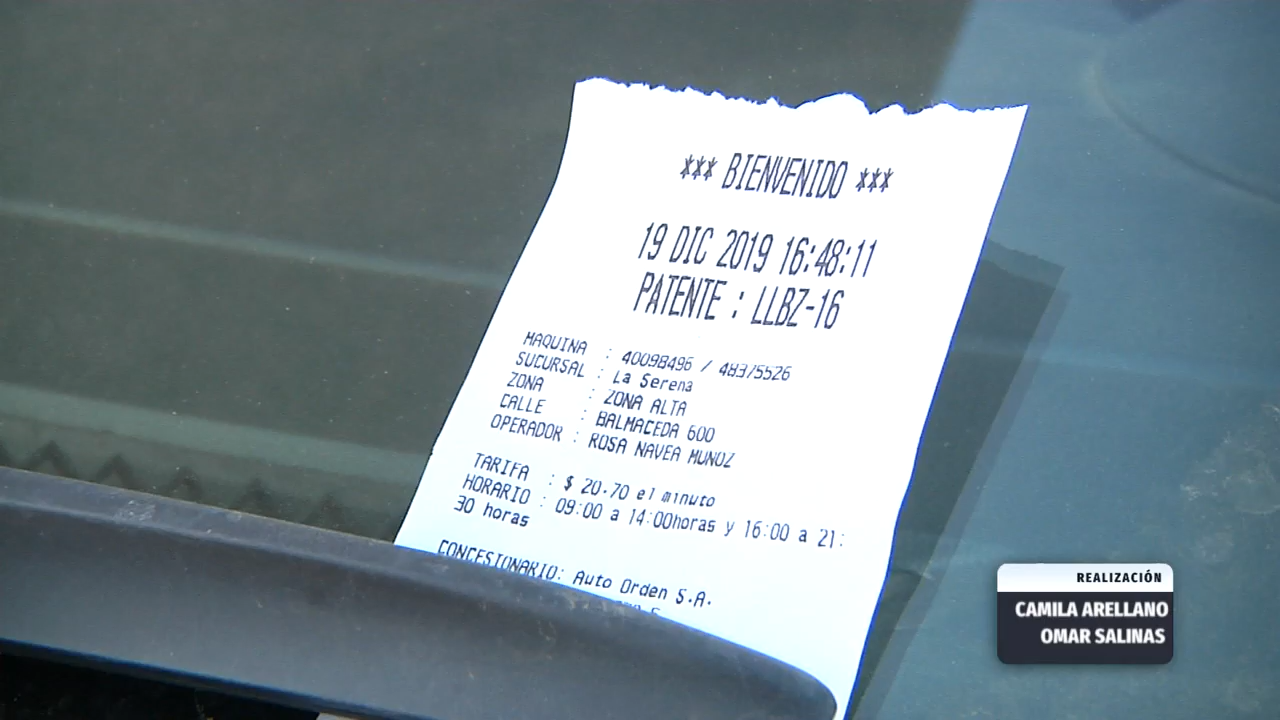 *** BIENVENIDO ***
19 DIC 2019 16:48:11
PATENTE : LLBZ-16
MAQUINA : 40098496 / 48375526
SUCURSAL : La Serena
ZONA : ZONA ALTA
CALLE : BALMACEDA 600
OPERADOR : ROSA NAVEA MUNOZ
TARIFA : $ 20.70 el minuto
HORARIO : 09:00 a 14:00horas y 16:00 a 21:
30 horas
CONCESIONARIO: Auto Orden S.A.
REALIZACIÓN
CAMILA ARELLANO
OMAR SALINAS